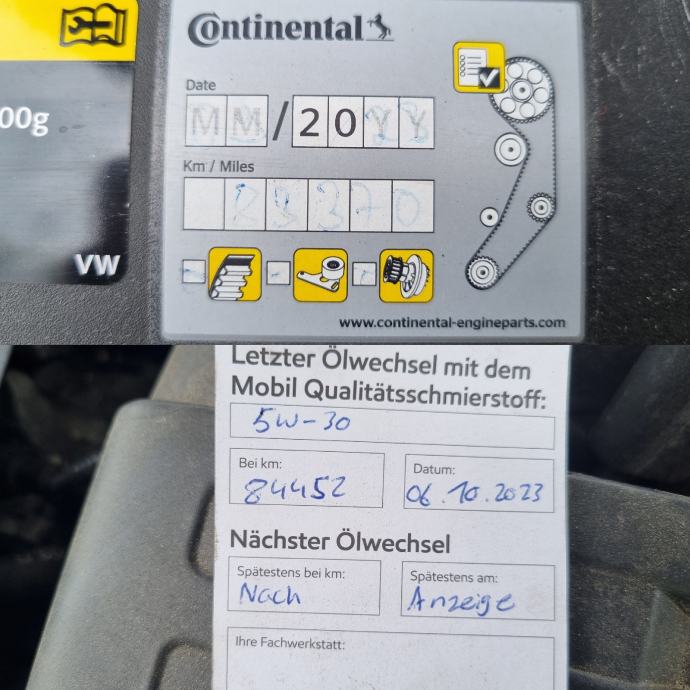 00g
VW
Continental
Date
MM/20YY
Km / Miles
370
www.continental-engineparts.com
Letzter Ölwechsel mit dem
Mobil Qualitätsschmierstoff:
5W-30
Bei km:
84452
Datum:
06.10.2023
Nächster Ölwechsel
Spätestens bei km:
Nach
Spätestens am:
Anzeige
Ihre Fachwerkstatt: